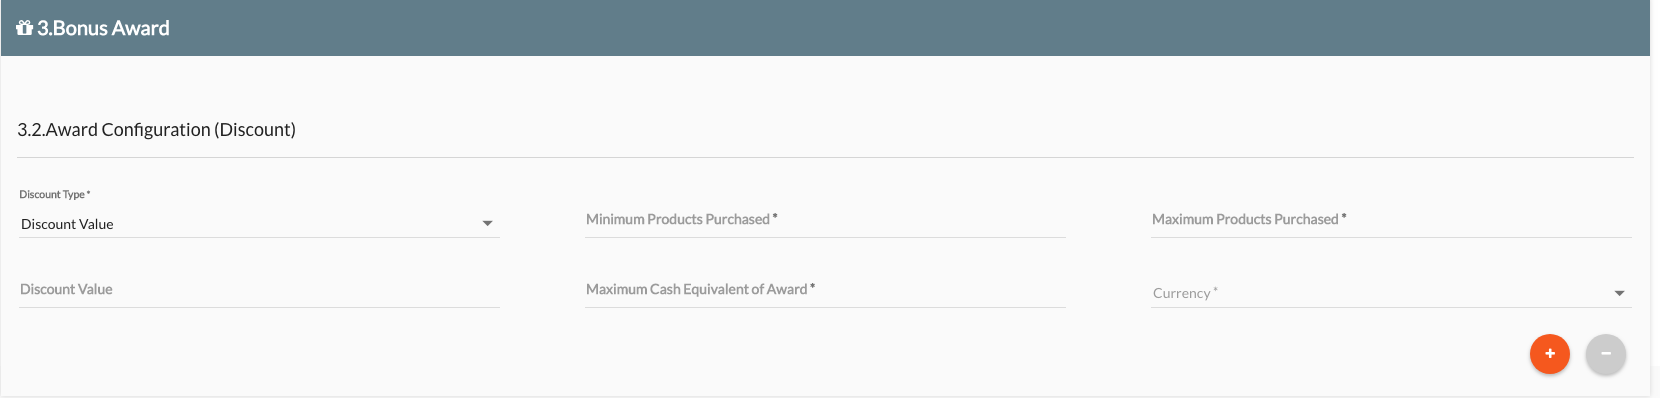 3.Bonus Award
3.2.Award Configuration (Discount)
Discount Type *
Discount Value
Minimum Products Purchased *
Maximum Products Purchased *
Discount Value
Maximum Cash Equivalent of Award *
Currency *
+
−